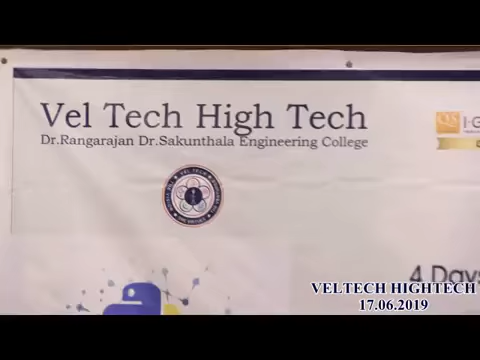 Vel Tech High Tech
Dr.Rangarajan Dr.Sakunthala Engineering College
4 Days
VELTECH HIGHTECH
17.06.2019